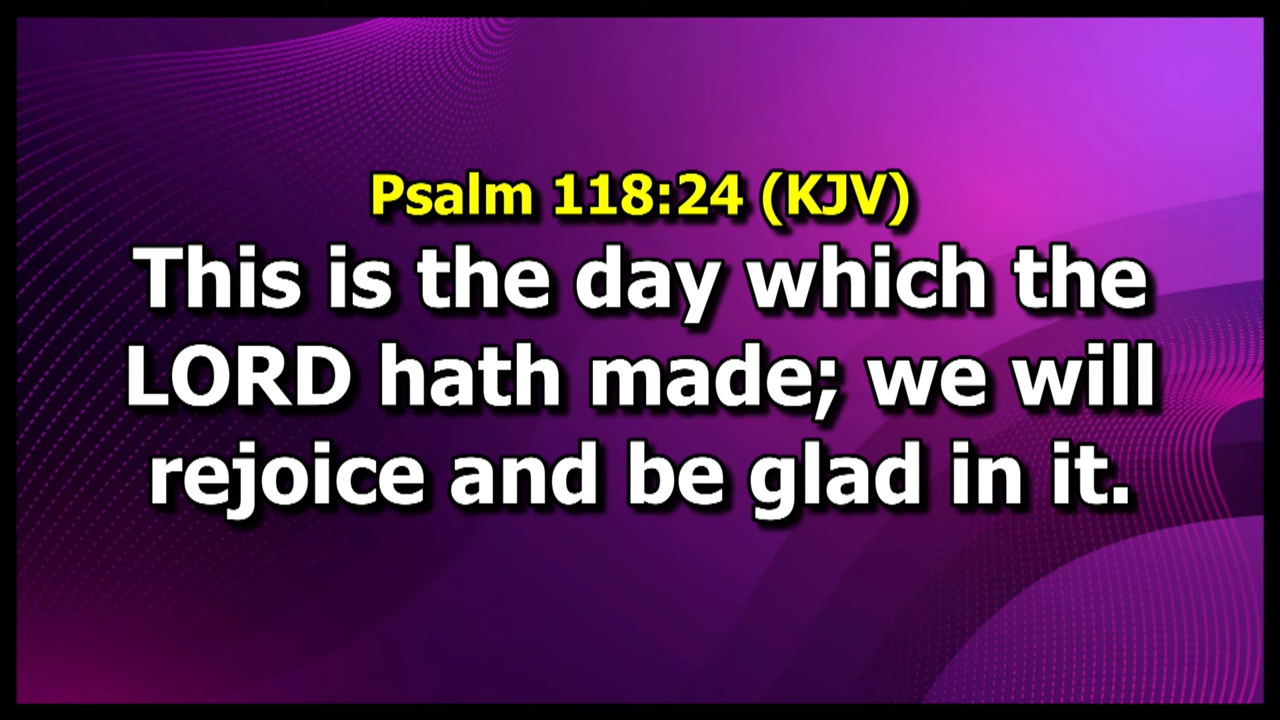 Psalm 118:24 (KJV)
This is the day which the
LORD hath made; we will
rejoice and be glad in it.